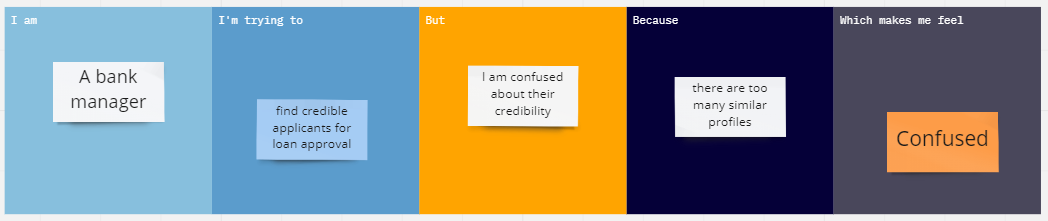 I am
I'm trying to
But
Because
Which makes me feel
A bank
manager
find credible
applicants for
loan approval
I am confused
about their
credibility
there are too
many similar
profiles
Confused